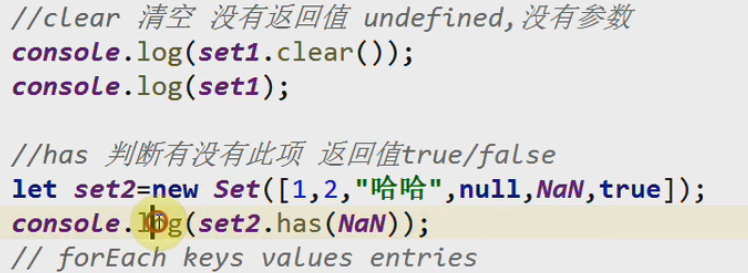 //clear 清空 没有返回值 undefined,没有参数
console.log(set1.clear());
console.log(set1);
//has 判断有没有此项 返回值true/false
let set2=new Set([1,2,"哈哈",null,NaN,true]);
console.log(set2.has(NaN));
// forEach keys values entries